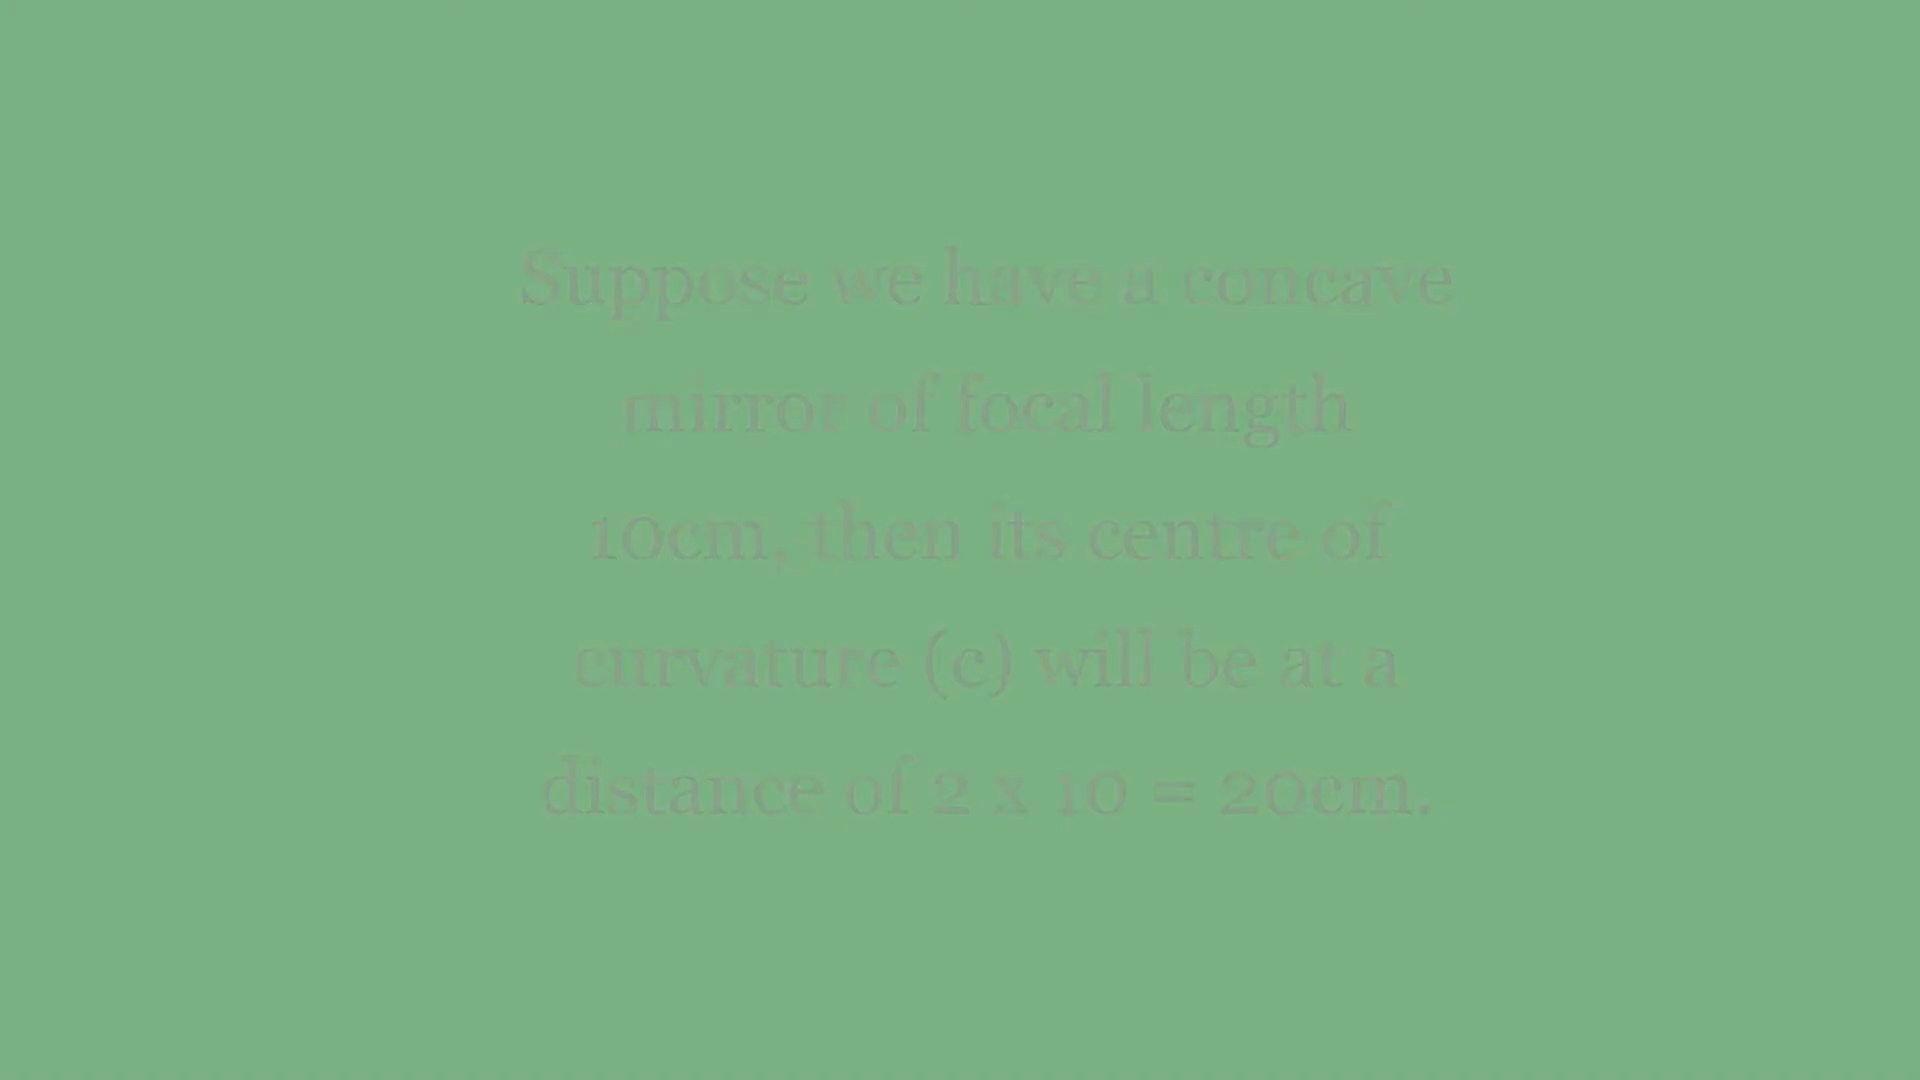 Suppose we have a concave
mirror of focal length
10cm, then its centre of
curvature (c) will be at a
distance of 2 x 10 = 20cm.